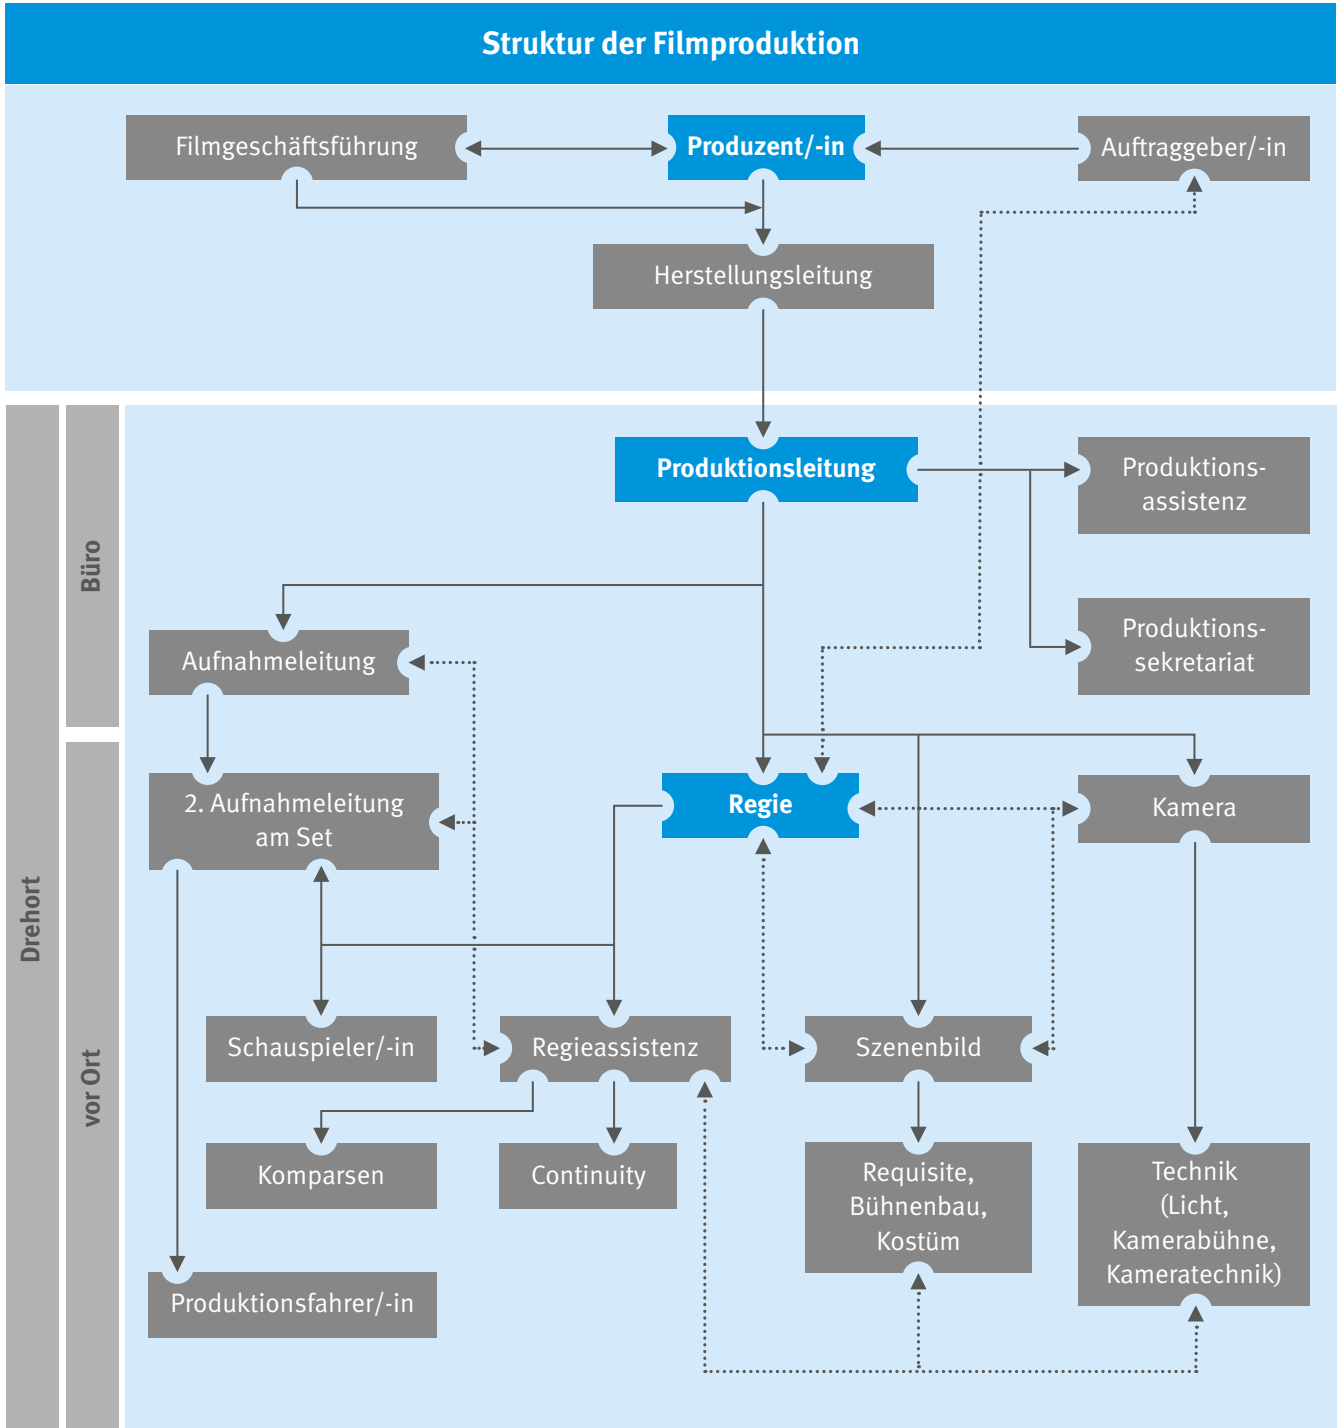 Struktur der Filmproduktion
Filmgeschäftsführung
Produzent/-in
Auftraggeber/-in
Herstellungsleitung
Drehort
Büro
Produktionsleitung
Produktions-
assistenz
Produktions-
sekretariat
Aufnahmeleitung
vor Ort
2. Aufnahmeleitung
am Set
Regie
Kamera
Schauspieler/-in
Regieassistenz
Szenenbild
Komparsen
Continuity
Requisite,
Bühnenbau,
Kostüm
Technik
(Licht,
Kamerabühne,
Kameratechnik)
Produktionsfahrer/-in